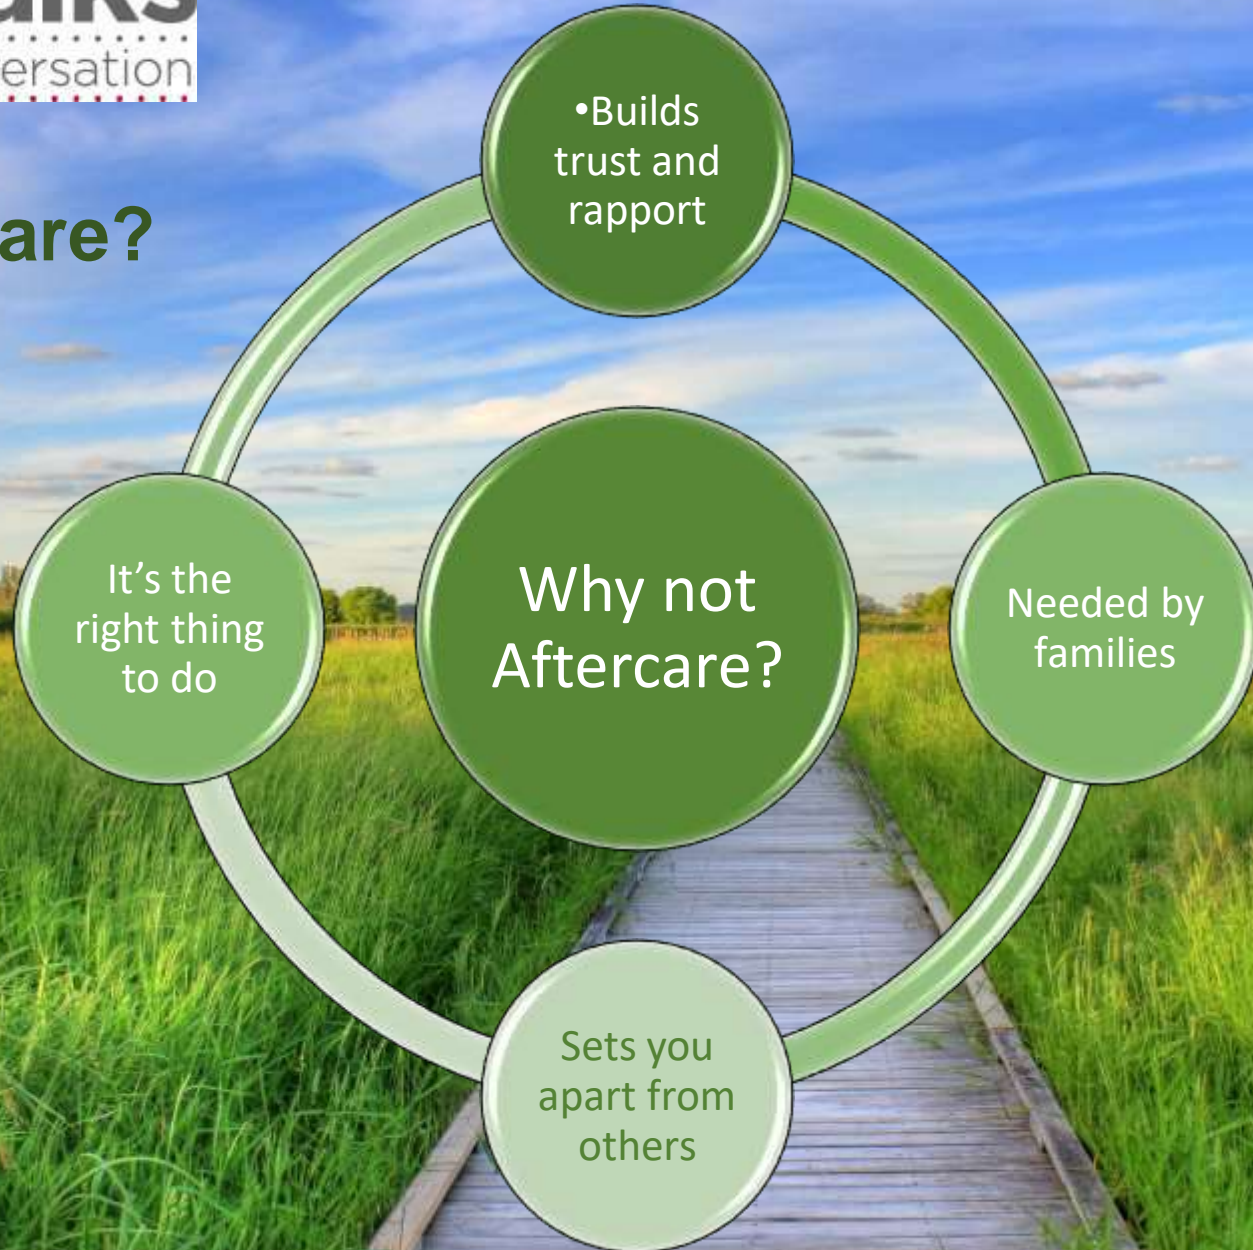 ersation
are?
•Builds
trust and
rapport
Why not
Aftercare?
It’s the
right thing
to do
Needed by
families
Sets you
apart from
others